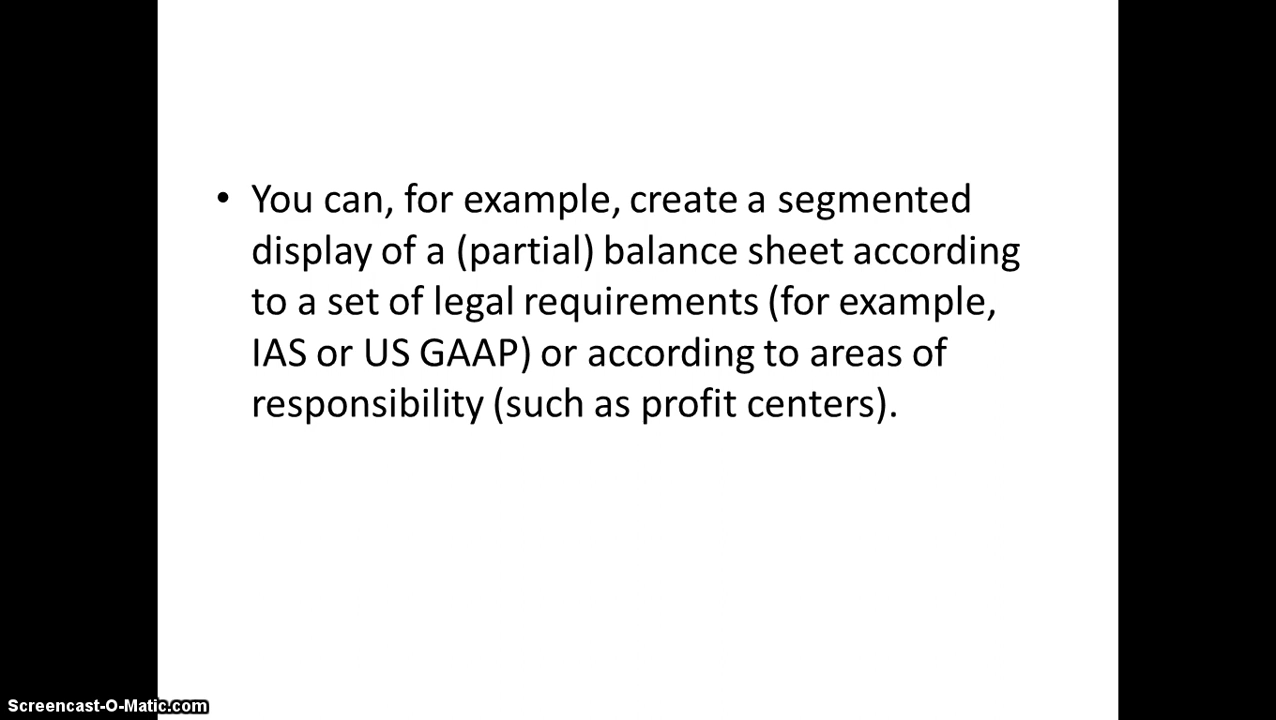 • You can, for example, create a segmented
display of a (partial) balance sheet according
to a set of legal requirements (for example,
IAS or US GAAP) or according to areas of
responsibility (such as profit centers).
Screencast-O-Matic.com